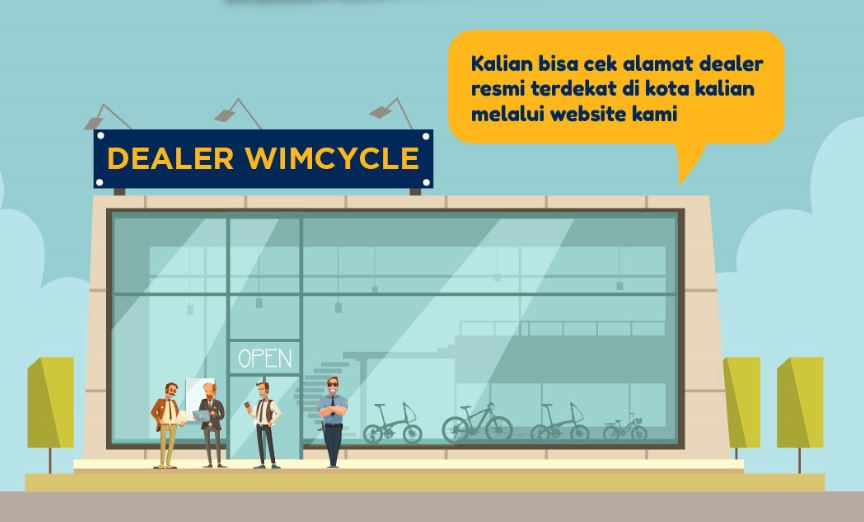 Kalian bisa cek alamat dealer
resmi terdekat di kota kalian
melalui website kami
DEALER WIMCYCLE
OPEN